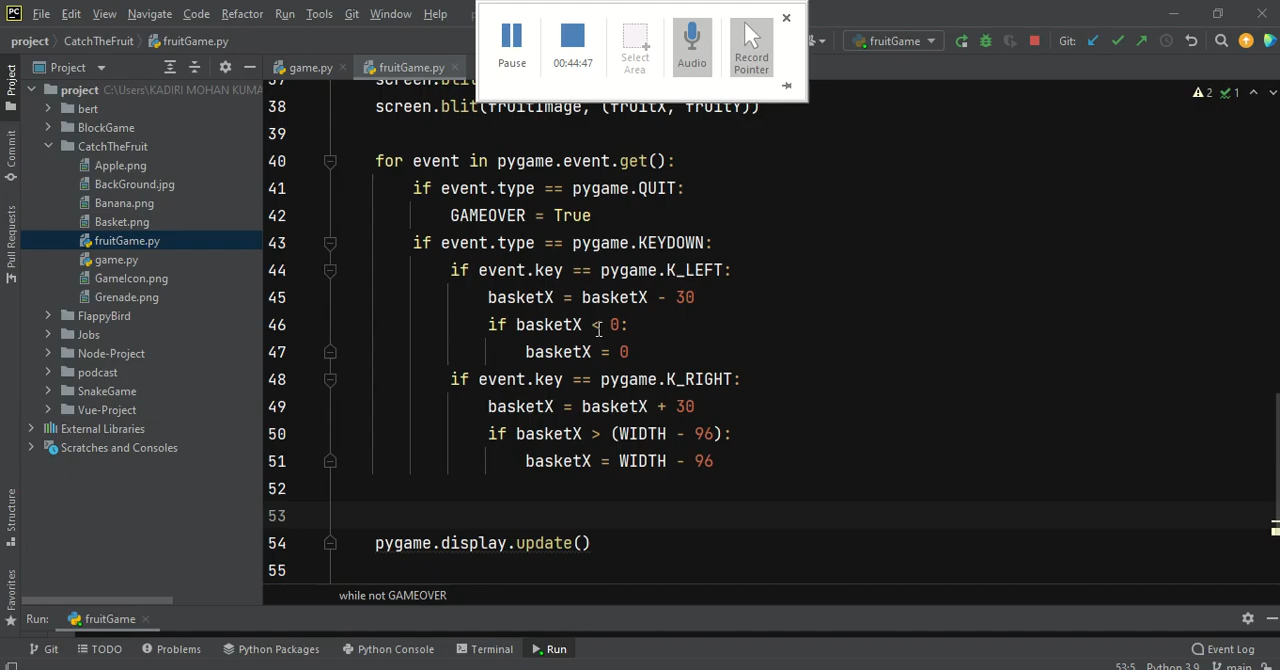 PC File Edit View Navigate Code Refactor Run Tools Git Window Help
project CatchTheFruit fruitGame.py
Pause 00:44:47 Select Area Audio Record Pointer
fruitGame Git:
Project
game.py fruitGame.py
project C:\Users\KADIRI MOHAN KUMA
bert
BlockGame
CatchTheFruit
Apple.png
BackGround.jpg
Banana.png
Basket.png
fruitGame.py
game.py
GameIcon.png
Grenade.png
FlappyBird
Jobs
Node-Project
podcast
SnakeGame
Vue-Project
External Libraries
Scratches and Consoles
Project
Commit
Pull Requests
Structure
Favorites
2 1
38 screen.blit(fruitImage, (fruitX, fruitY))
39
40 for event in pygame.event.get():
41 if event.type == pygame.QUIT:
42 GAMEOVER = True
43 if event.type == pygame.KEYDOWN:
44 if event.key == pygame.K_LEFT:
45 basketX = basketX - 30
46 if basketX < 0:
47 basketX = 0
48 if event.key == pygame.K_RIGHT:
49 basketX = basketX + 30
50 if basketX > (WIDTH - 96):
51 basketX = WIDTH - 96
52
53
54 pygame.display.update()
55
while not GAMEOVER
Run: fruitGame
Git TODO Problems Python Packages Python Console Terminal Run Event Log
53:5 Python 3.9 main